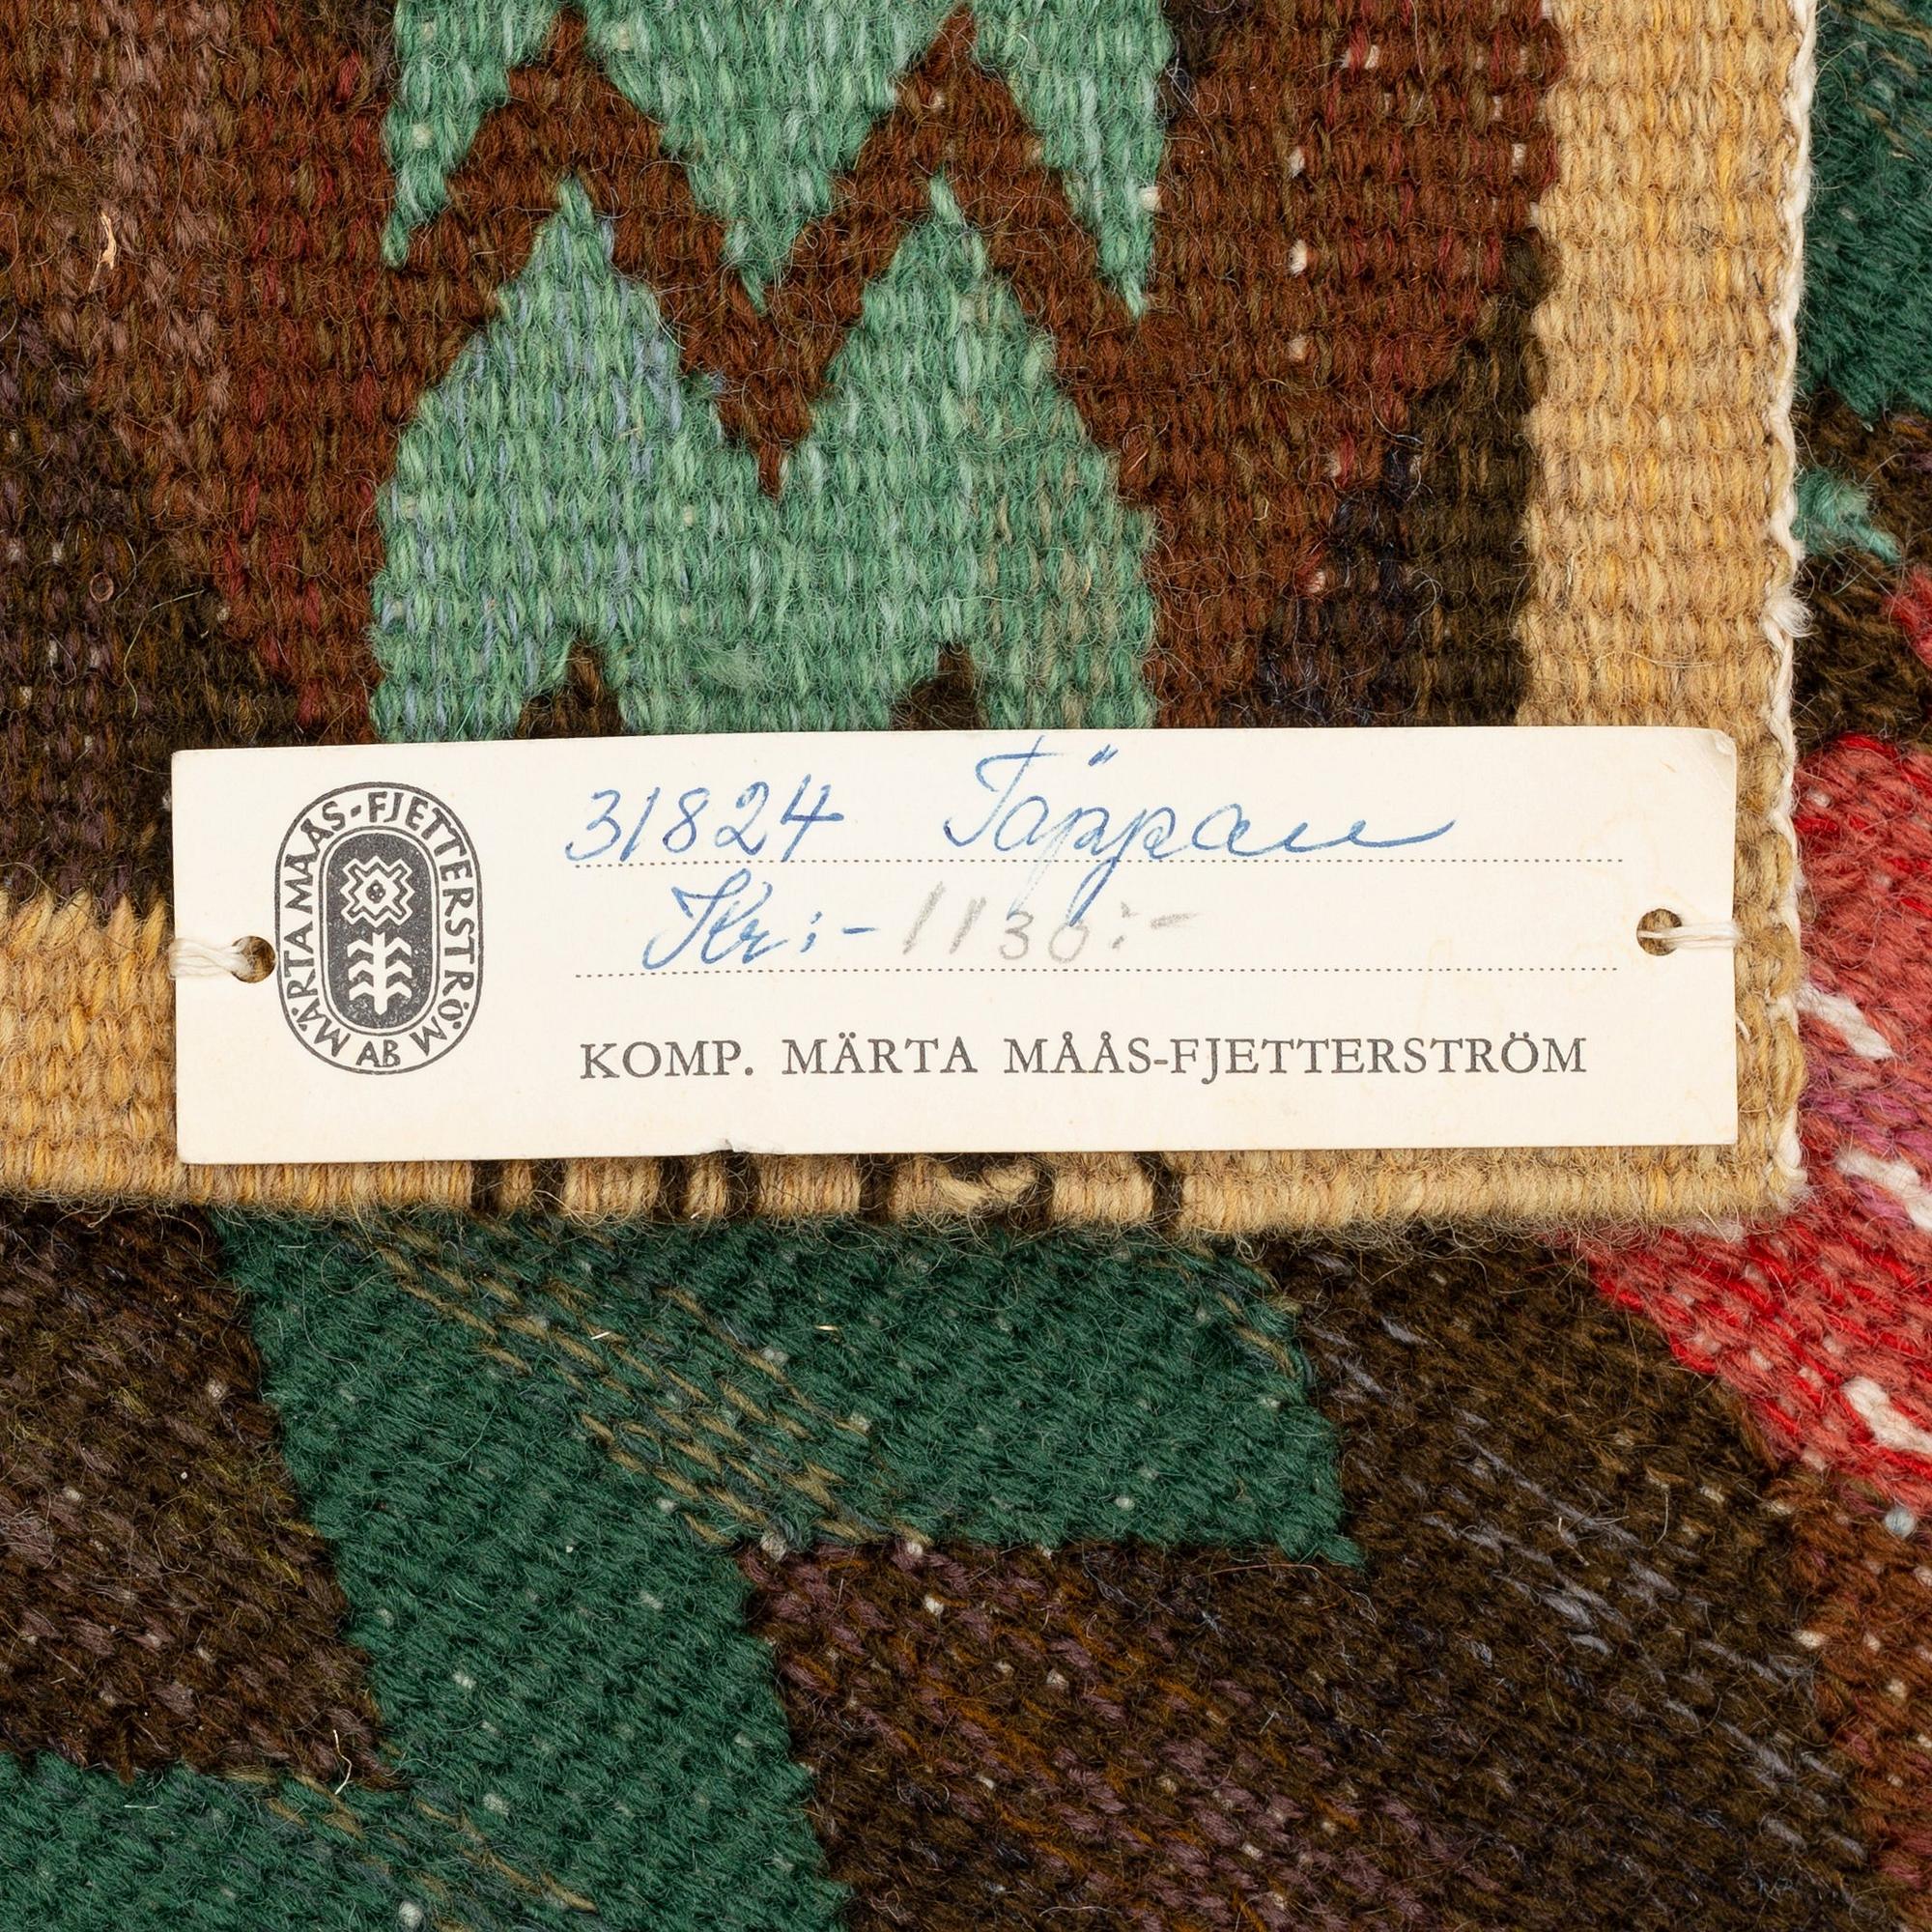 31824 Täppan
Kr:- 1130:-
KOMP. MÄRTA MÅÅS-FJETTERSTRÖM
MÄRTA MÅÅS-FJETTERSTRÖM
AB